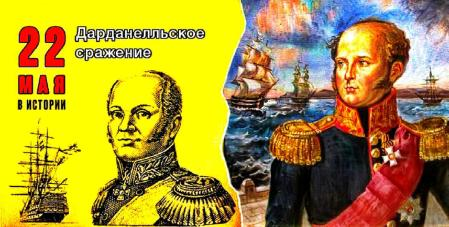 22
МАЯ
В ИСТОРИИ
Дарданелльское
сражение